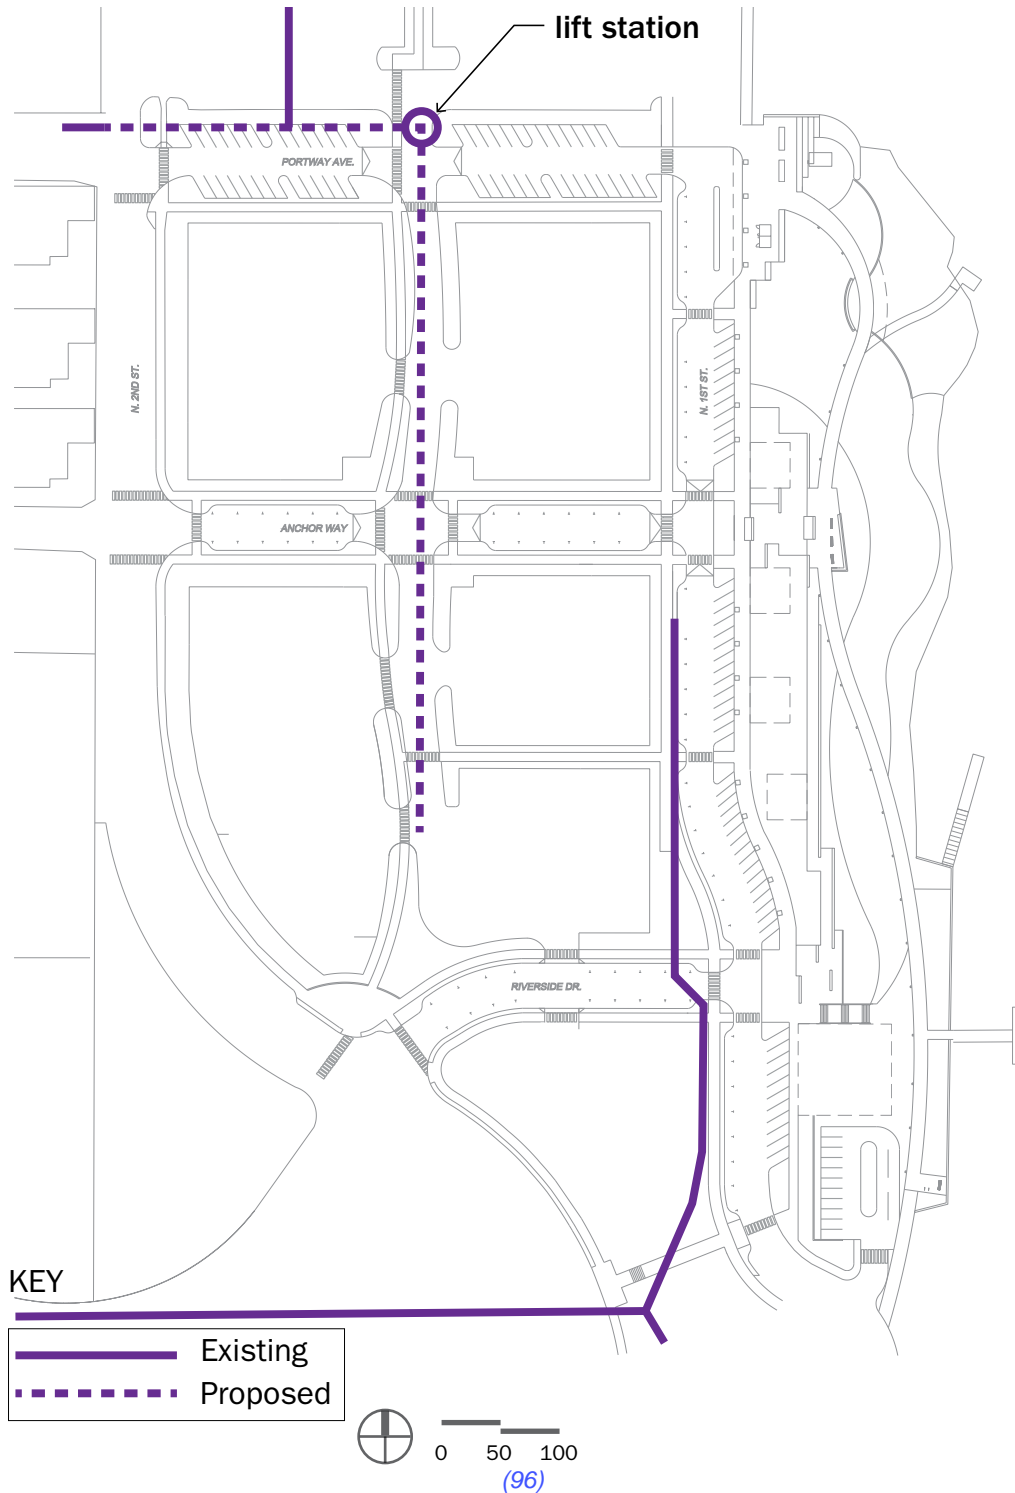 lift station
PORTWAY AVE.
N. 2ND ST.
N. 1ST ST.
ANCHOR WAY
RIVERSIDE DR.
KEY
Existing
Proposed
0 50 100
(96)